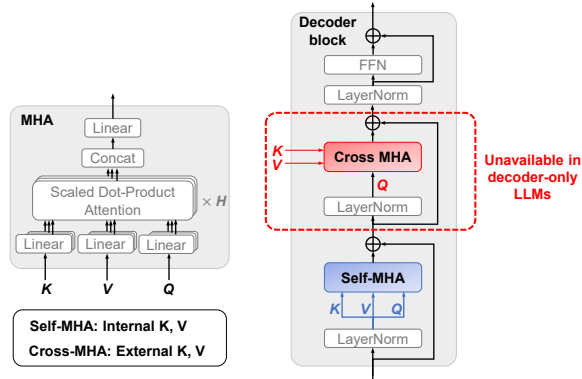 MHA
Linear
Concat
Scaled Dot-Product
Attention
× H
Linear Linear Linear
K V Q
Self-MHA: Internal K, V
Cross-MHA: External K, V
Decoder
block
FFN
LayerNorm
K
V
Cross MHA
Q
LayerNorm
Unavailable in
decoder-only
LLMs
Self-MHA
K V Q
LayerNorm